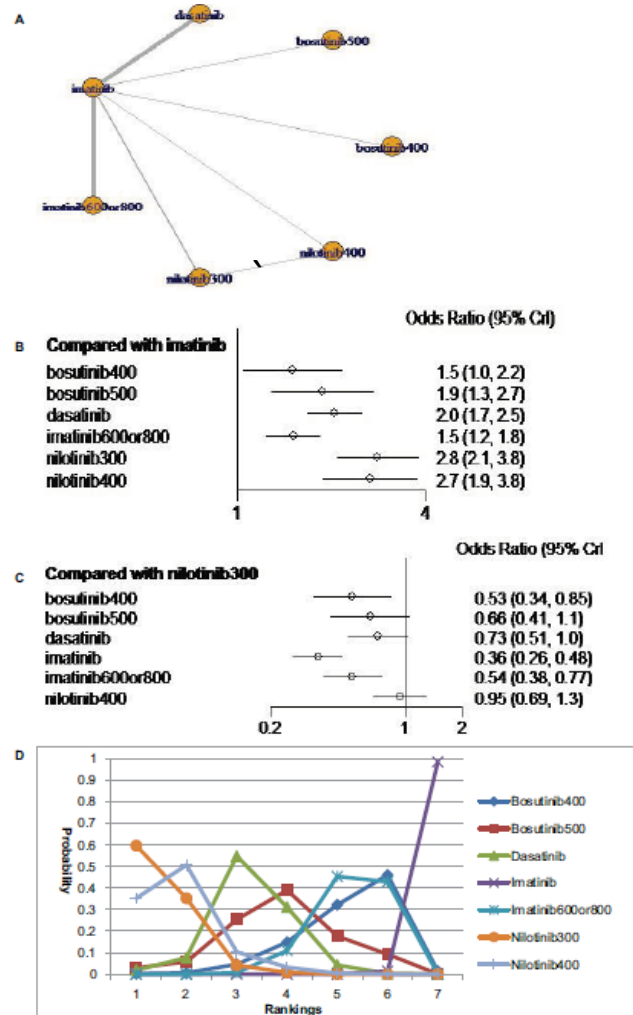 A
dasatinib
bosutinib500
imatinib
bosutinib400
imatinib600or800
nilotinib400
nilotinib300
Odds Ratio (95% CrI)
B Compared with imatinib
bosutinib400 1.5 (1.0, 2.2)
bosutinib500 1.9 (1.3, 2.7)
dasatinib 2.0 (1.7, 2.5)
imatinib600or800 1.5 (1.2, 1.8)
nilotinib300 2.8 (2.1, 3.8)
nilotinib400 2.7 (1.9, 3.8)
1 4
Odds Ratio (95% CrI
C Compared with nilotinib300
bosutinib400 0.53 (0.34, 0.85)
bosutinib500 0.66 (0.41, 1.1)
dasatinib 0.73 (0.51, 1.0)
imatinib 0.36 (0.26, 0.48)
imatinib600or800 0.54 (0.38, 0.77)
nilotinib400 0.95 (0.69, 1.3)
0.2 1 2
D
1
0.9
0.8
0.7
0.6
0.5
0.4
0.3
0.2
0.1
0
Probability
1 2 3 4 5 6 7
Rankings
Bosutinib400
Bosutinib500
Dasatinib
Imatinib
Imatinib600or800
Nilotinib300
Nilotinib400